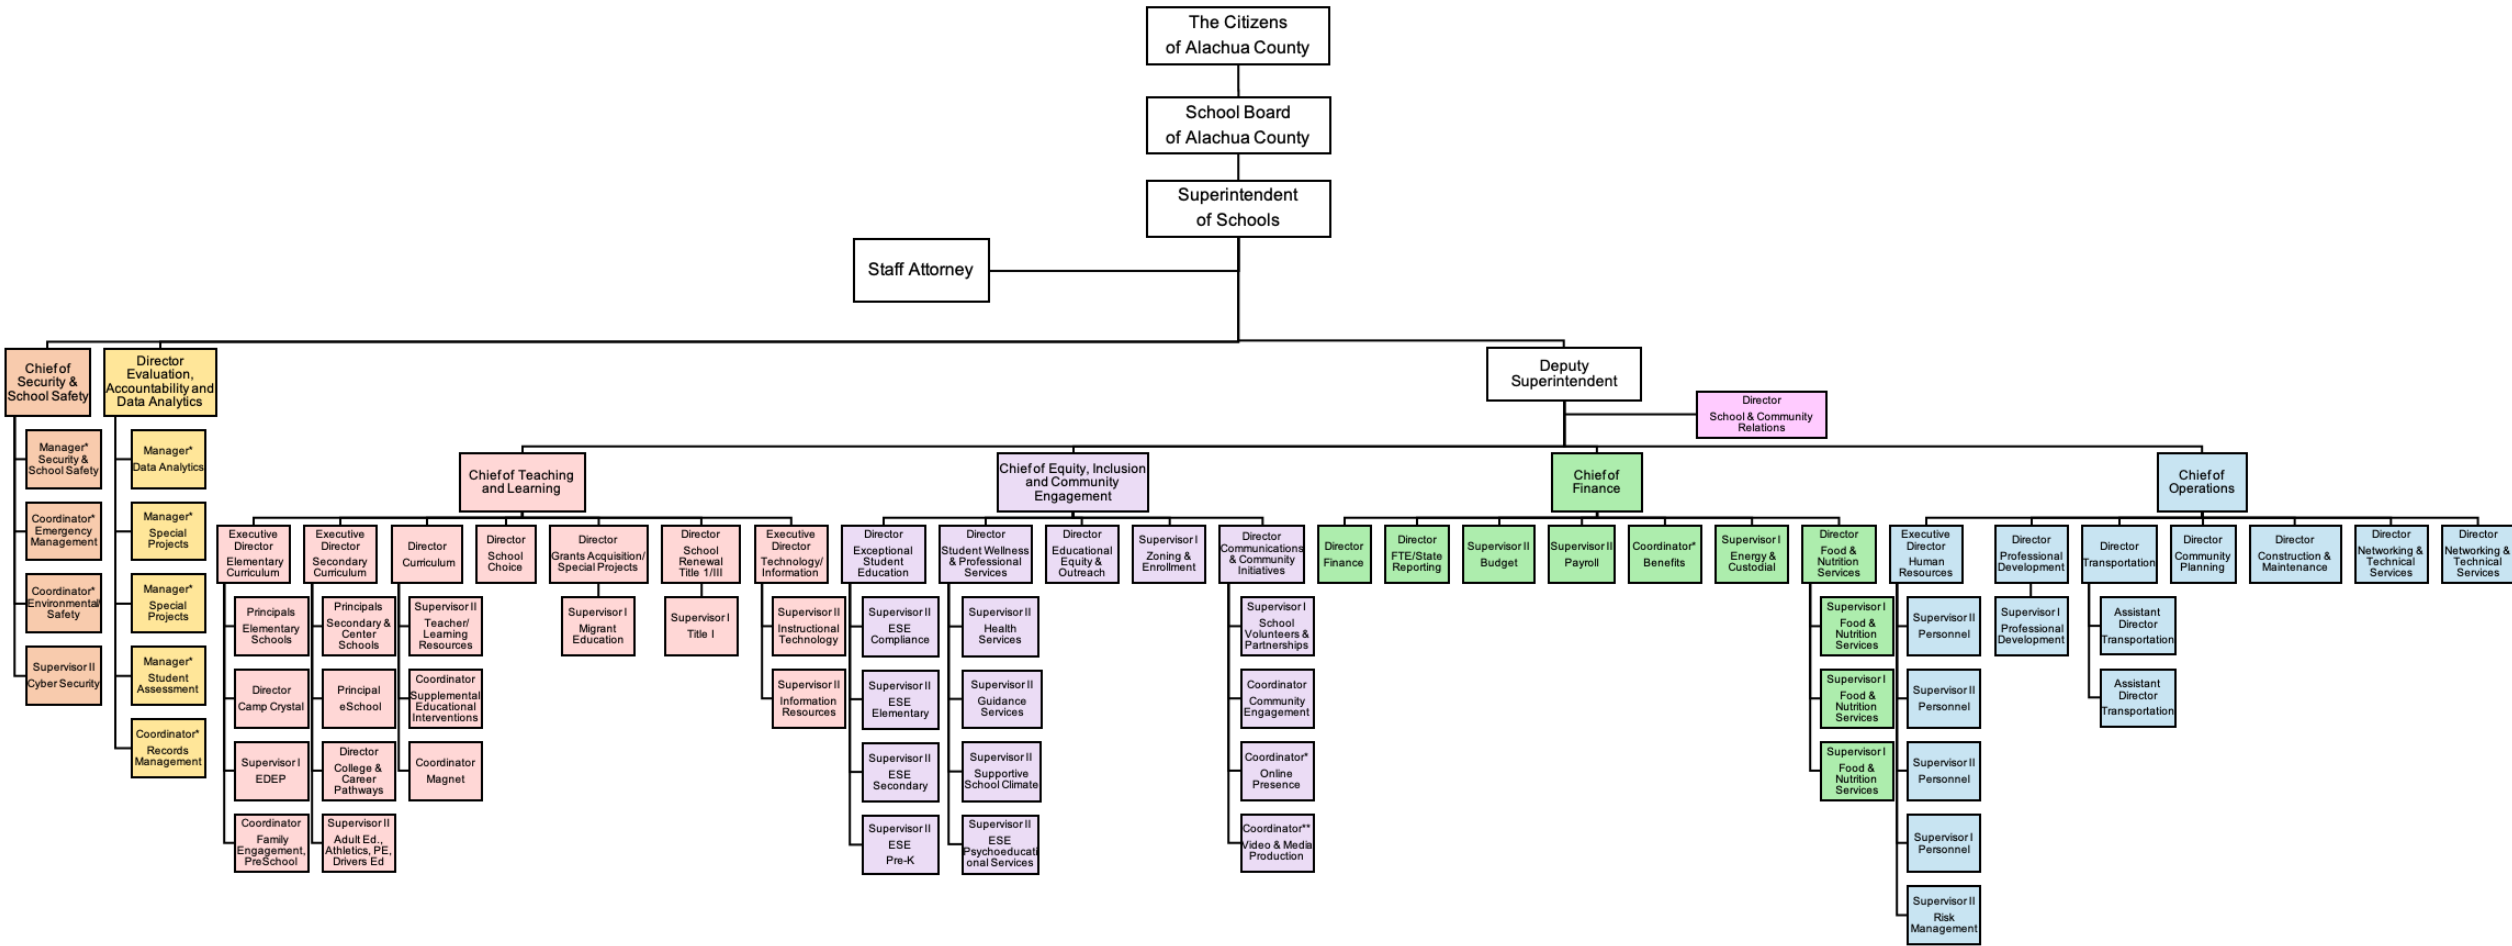 The Citizens
of Alachua County
School Board
of Alachua County
Superintendent
of Schools
Staff Attorney
Chief of
Security &
School Safety
Director
Evaluation,
Accountability and
Data Analytics
Deputy
Superintendent
Director
School & Community
Relations
Manager*
Security &
School Safety
Coordinator*
Emergency
Management
Coordinator*
Environmental/
Safety
Supervisor II
Cyber Security
Manager*
Data Analytics
Manager*
Special
Projects
Manager*
Special
Projects
Manager*
Student
Assessment
Coordinator*
Records
Management
Chief of Teaching
and Learning
Chief of Equity, Inclusion
and Community
Engagement
Chief of
Finance
Chief of
Operations
Executive
Director
Elementary
Curriculum
Principals
Elementary
Schools
Director
Camp Crystal
Supervisor I
EDEP
Coordinator
Family
Engagement,
PreSchool
Executive
Director
Secondary
Curriculum
Principals
Secondary &
Center
Schools
Principal
eSchool
Director
College &
Career
Pathways
Supervisor II
Adult Ed.,
Athletics, PE,
Drivers Ed
Director
Curriculum
Supervisor II
Teacher/
Learning
Resources
Coordinator
Supplemental
Educational
Interventions
Coordinator
Magnet
Director
School
Choice
Director
Grants Acquisition/
Special Projects
Supervisor I
Migrant
Education
Director
School
Renewal
Title 1/III
Supervisor I
Title I
Executive
Director
Technology/
Information
Supervisor II
Instructional
Technology
Supervisor II
Information
Resources
Director
Exceptional
Student
Education
Supervisor II
ESE
Compliance
Supervisor II
ESE
Elementary
Supervisor II
ESE
Secondary
Supervisor II
ESE
Pre-K
Director
Student Wellness
& Professional
Services
Supervisor II
Health
Services
Supervisor II
Guidance
Services
Supervisor II
Supportive
School Climate
Supervisor II
ESE
Psychoeducati
onal Services
Director
Educational
Equity &
Outreach
Supervisor I
Zoning &
Enrollment
Director
Communications
& Community
Initiatives
Supervisor I
School
Volunteers &
Partnerships
Coordinator
Community
Engagement
Coordinator*
Online
Presence
Coordinator**
Video & Media
Production
Director
Finance
Director
FTE/State
Reporting
Supervisor II
Budget
Supervisor II
Payroll
Coordinator*
Benefits
Supervisor I
Energy &
Custodial
Director
Food &
Nutrition
Services
Supervisor I
Food &
Nutrition
Services
Supervisor I
Food &
Nutrition
Services
Supervisor I
Food &
Nutrition
Services
Executive
Director
Human
Resources
Supervisor II
Personnel
Supervisor II
Personnel
Supervisor II
Personnel
Supervisor I
Personnel
Supervisor II
Risk
Management
Director
Professional
Development
Supervisor I
Professional
Development
Director
Transportation
Assistant
Director
Transportation
Assistant
Director
Transportation
Director
Community
Planning
Director
Construction &
Maintenance
Director
Networking &
Technical
Services
Director
Networking &
Technical
Services